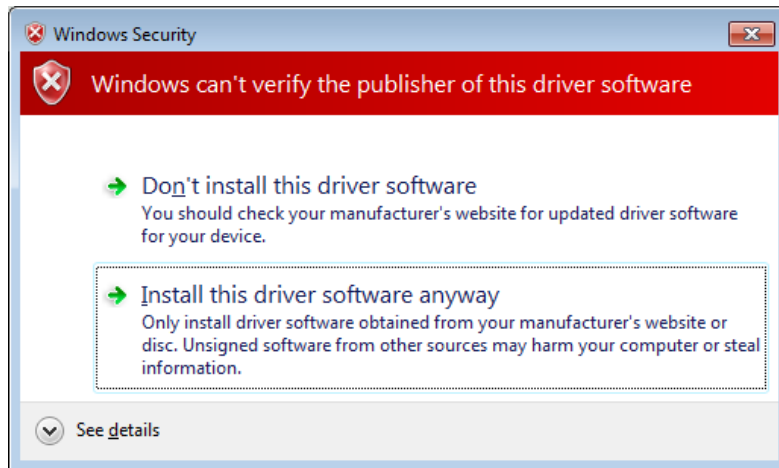 Windows Security
Windows can't verify the publisher of this driver software
Don't install this driver software
You should check your manufacturer's website for updated driver software
for your device.
Install this driver software anyway
Only install driver software obtained from your manufacturer's website or
disc. Unsigned software from other sources may harm your computer or steal
information.
See details